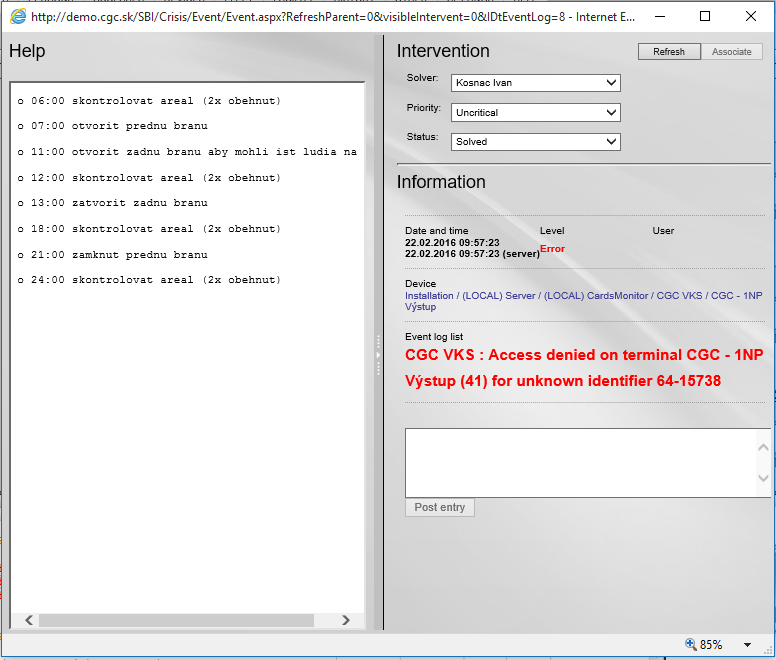 http://demo.cgc.sk/SBI/Crisis/Event/Event.aspx?RefreshParent=0&visibleIntervent=0&IDtEventLog=8 - Internet E...
Help
o 06:00 skontrolovat areal (2x obehnut)
o 07:00 otvorit prednu branu
o 11:00 otvorit zadnu branu aby mohli ist ludia na
o 12:00 skontrolovat areal (2x obehnut)
o 13:00 zatvorit zadnu branu
o 18:00 skontrolovat areal (2x obehnut)
o 21:00 zamknut prednu branu
o 24:00 skontrolovat areal (2x obehnut)
Intervention
Refresh
Associate
Solver: Kosnac Ivan
Priority: Uncritical
Status: Solved
Information
Date and time Level User
22.02.2016 09:57:23
22.02.2016 09:57:23 (server) Error
Device
Installation / (LOCAL) Server / (LOCAL) CardsMonitor / CGC VKS / CGC - 1NP
Výstup
Event log list
CGC VKS : Access denied on terminal CGC - 1NP
Výstup (41) for unknown identifier 64-15738
Post entry
85%